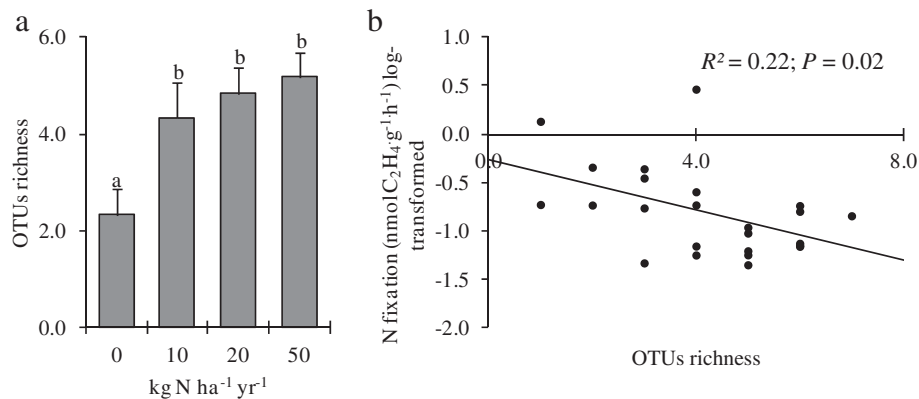 a
OTUs richness
6.0
4.0
2.0
0.0
a
b
b
b
0
10
20
50
kg N ha⁻¹ yr⁻¹
b
N fixation (nmol C₂H₄·g⁻¹·h⁻¹) log-
transformed
1.0
0.5
0.0
-0.5
-1.0
-1.5
-2.0
R² = 0.22; P = 0.02
0.0
4.0
8.0
OTUs richness